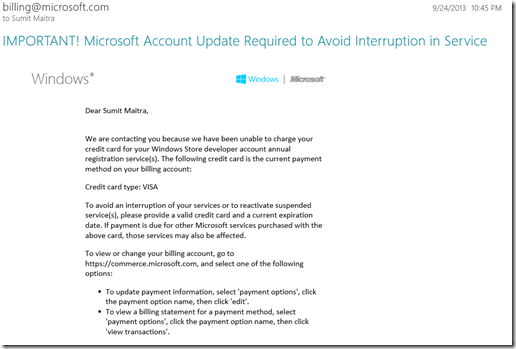 billing@microsoft.com
9/24/2013 10:45 PM
to Sumit Maitra
IMPORTANT! Microsoft Account Update Required to Avoid Interruption in Service
Windows®
Windows | Microsoft®
Dear Sumit Maitra,
We are contacting you because we have been unable to charge your
credit card for your Windows Store developer account annual
registration service(s). The following credit card is the current payment
method on your billing account:
Credit card type: VISA
To avoid an interruption of your services or to reactivate suspended
service(s), please provide a valid credit card and a current expiration
date. If payment is due for other Microsoft services purchased with the
above card, those services may also be affected.
To view or change your billing account, go to
https://commerce.microsoft.com, and select one of the following
options:
• To update payment information, select 'payment options', click
the payment option name, then click 'edit'.
• To view a billing statement for a payment method, select
'payment options', click the payment option name, then click
'view transactions'.